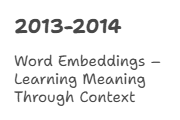 2013-2014
Word Embeddings –
Learning Meaning
Through Context